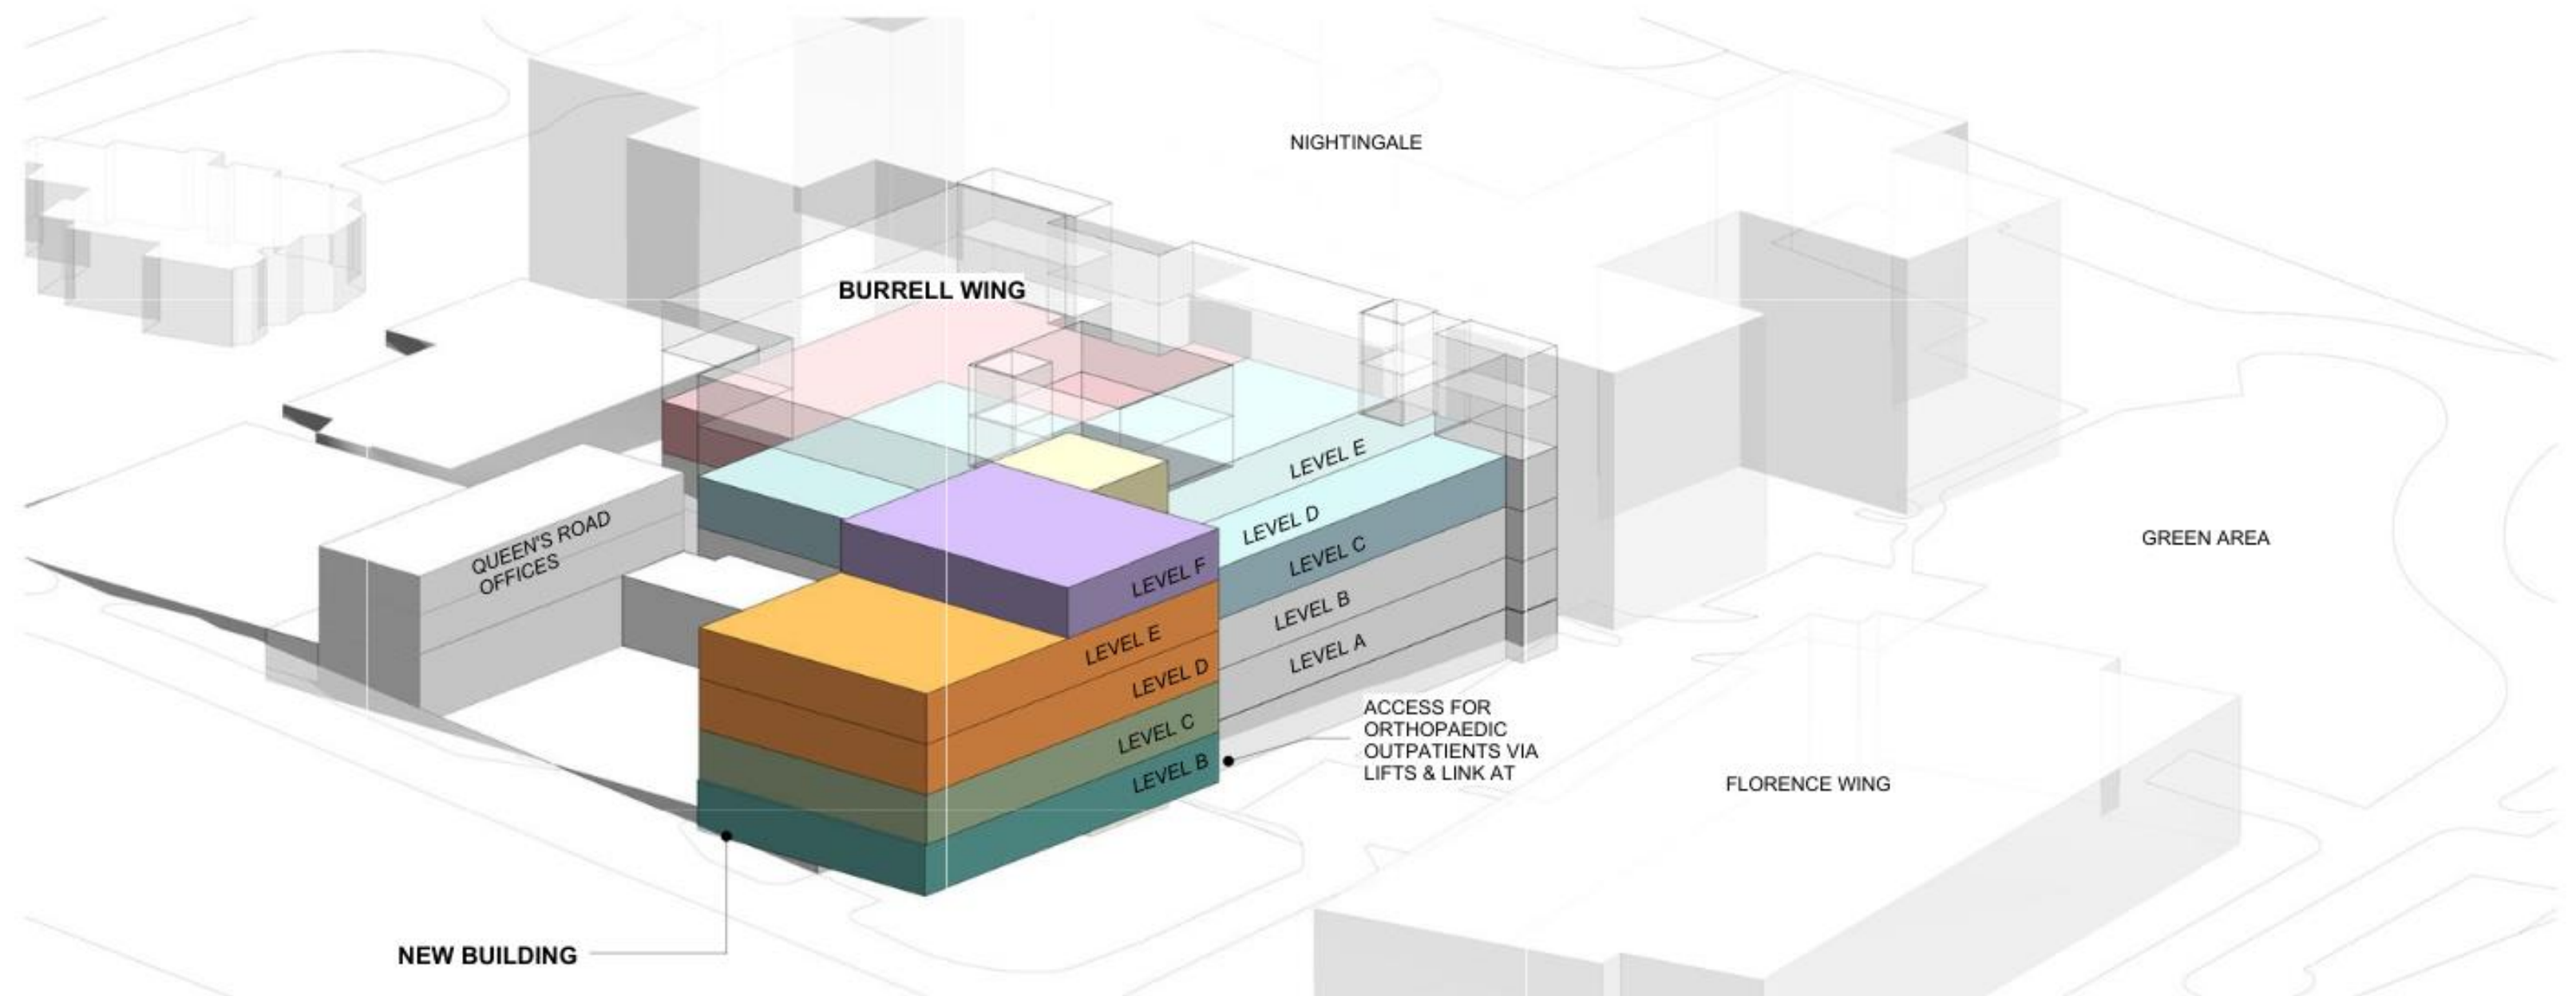 NIGHTINGALE
BURRELL WING
LEVEL E
LEVEL D
QUEEN'S ROAD
OFFICES
GREEN AREA
LEVEL C
LEVEL F
LEVEL B
LEVEL E
LEVEL A
LEVEL D
ACCESS FOR
ORTHOPAEDIC
OUTPATIENTS VIA
LIFTS & LINK AT
LEVEL C
LEVEL B
FLORENCE WING
NEW BUILDING